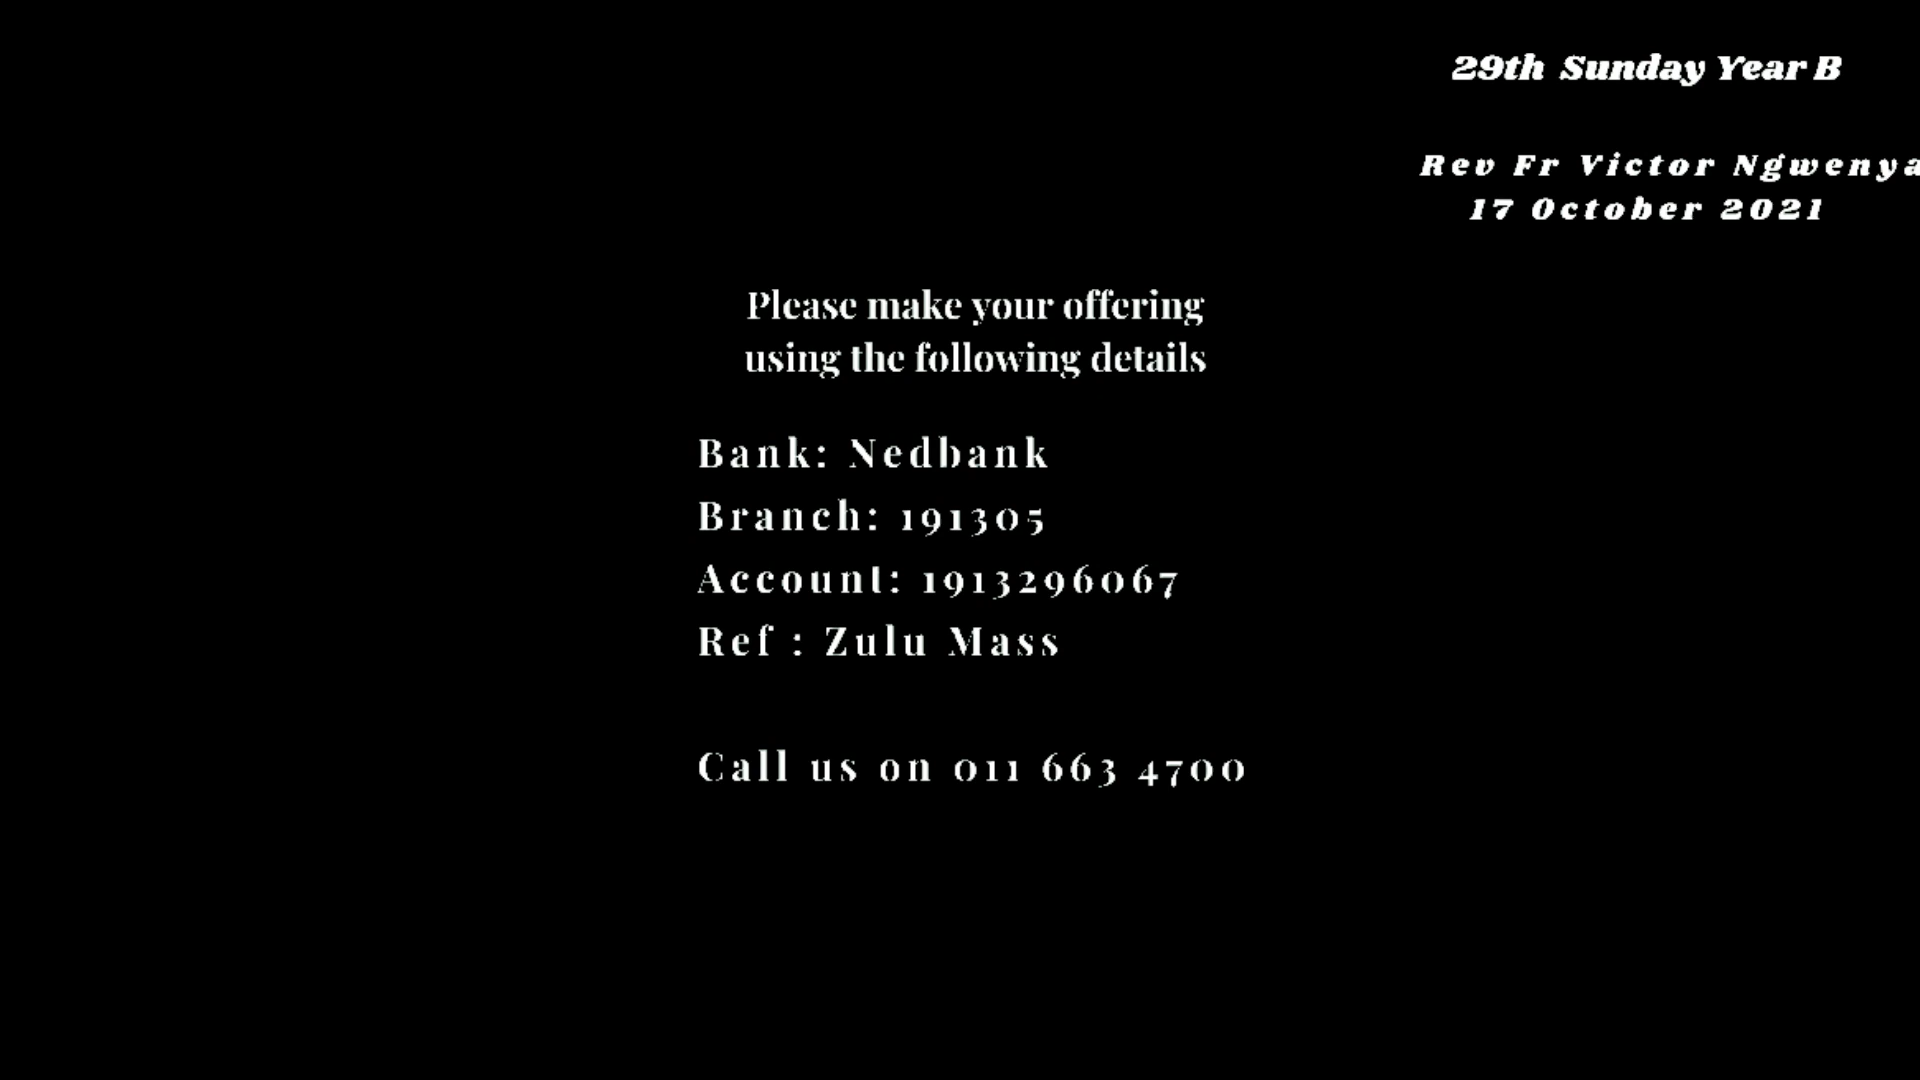 29th Sunday Year B
Rev Fr Victor Ngwenya
17 October 2021
Please make your offering
using the following details
Bank: Nedbank
Branch: 191305
Account: 1913296067
Ref : Zulu Mass
Call us on 011 663 4700